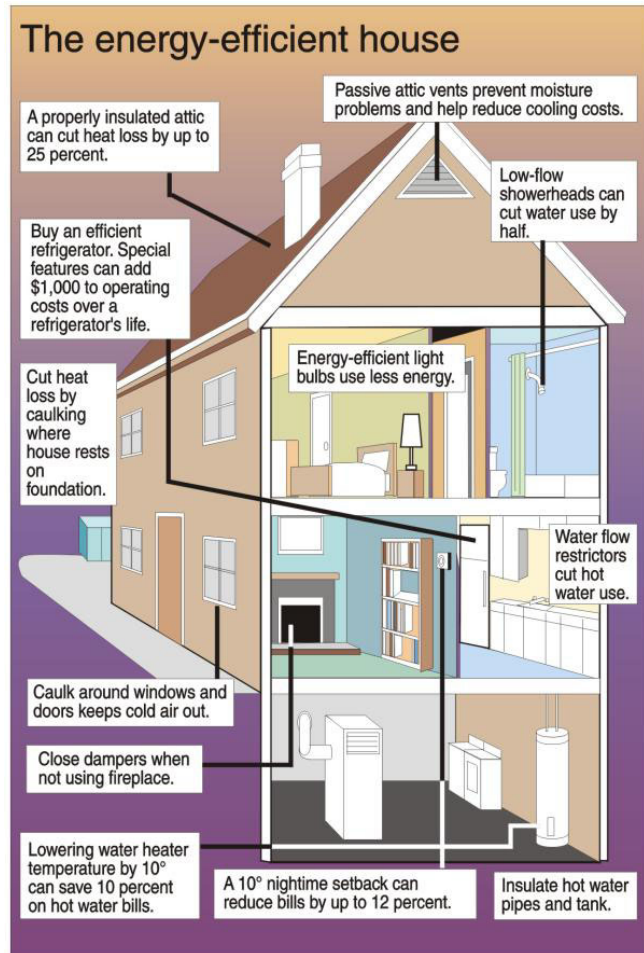 The energy-efficient house
Passive attic vents prevent moisture
problems and help reduce cooling costs.
A properly insulated attic
can cut heat loss by up to
25 percent.
Low-flow
showerheads can
cut water use by
half.
Buy an efficient
refrigerator. Special
features can add
$1,000 to operating
costs over a
refrigerator's life.
Energy-efficient light
bulbs use less energy.
Cut heat
loss by
caulking
where
house rests
on
foundation.
Water flow
restrictors
cut hot
water use.
Caulk around windows and
doors keeps cold air out.
Close dampers when
not using fireplace.
Lowering water heater
temperature by 10°
can save 10 percent
on hot water bills.
A 10° nightime setback can
reduce bills by up to 12 percent.
Insulate hot water
pipes and tank.